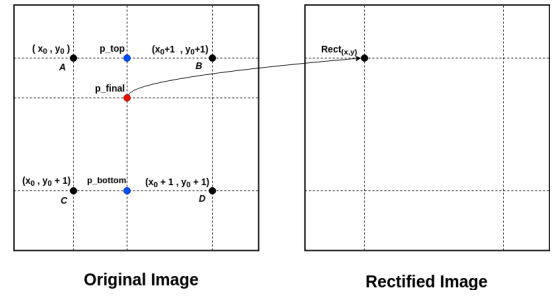 ( x₀ , y₀ ) p_top (x₀+1 , y₀+1)
A B
p_final
Rect₍ₓ,ᵧ₎
(x₀ , y₀ + 1) p_bottom (x₀ + 1 , y₀ + 1)
C D
Original Image
Rectified Image